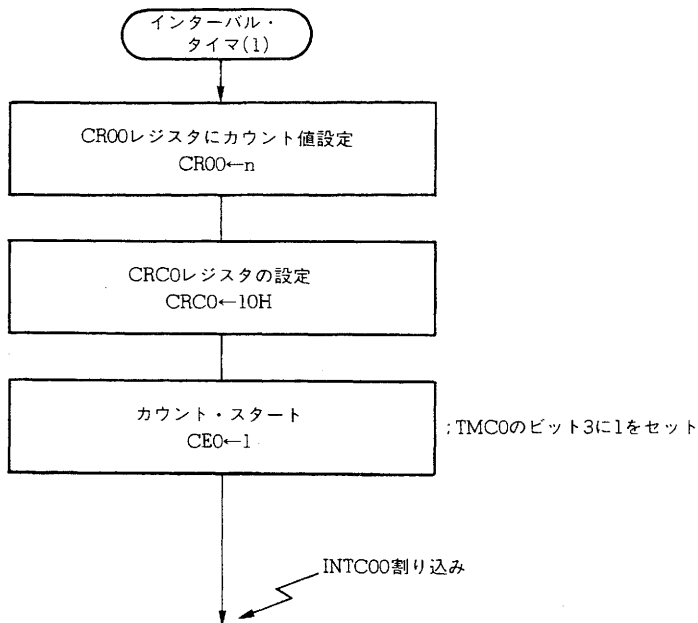 インターバル・
タイマ(1)
CR00レジスタにカウント値設定
CR00←n
CRC0レジスタの設定
CRC0←10H
カウント・スタート
CE0←1
;TMC0のビット3に1をセット
INTC00割り込み